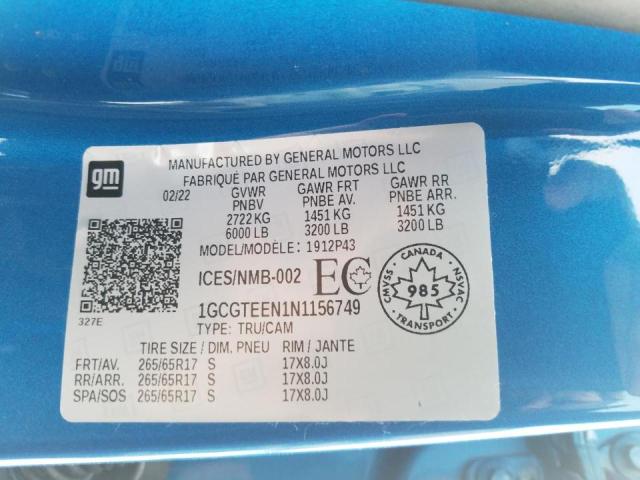 gm
MANUFACTURED BY GENERAL MOTORS LLC
FABRIQUÉ PAR GENERAL MOTORS LLC
02/22 GVWR GAWR FRT GAWR RR
PNBV PNBE AV. PNBE ARR.
2722 KG 1451 KG 1451 KG
6000 LB 3200 LB 3200 LB
MODEL/MODÈLE: 1912P43
ICES/NMB-002 EC
CANADA
CMVSS NSVAC
985
TRANSPORT
1GCGTEEN1N1156749
327E
TYPE: TRU/CAM
TIRE SIZE / DIM. PNEU RIM / JANTE
FRT/AV. 265/65R17 S 17X8.0J
RR/ARR. 265/65R17 S 17X8.0J
SPA/SOS 265/65R17 S 17X8.0J